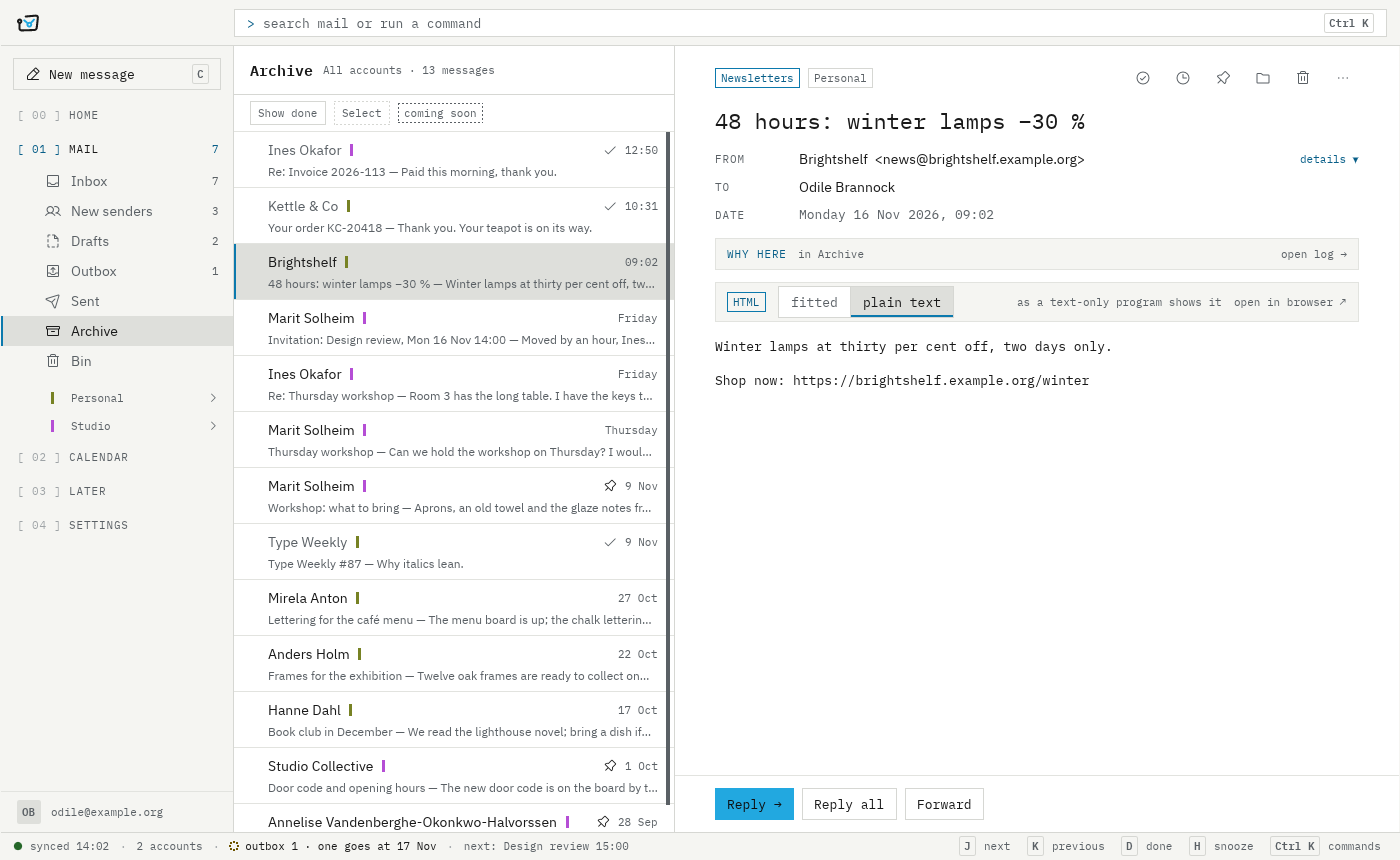 > search mail or run a command Ctrl K
New message C
[ 00 ] HOME
[ 01 ] MAIL 7
Inbox 7
New senders 3
Drafts 2
Outbox 1
Sent
Archive
Bin
Personal
Studio
[ 02 ] CALENDAR
[ 03 ] LATER
[ 04 ] SETTINGS
OB odile@example.org
Archive All accounts · 13 messages
Show done Select coming soon
Ines Okafor 12:50
Re: Invoice 2026-113 — Paid this morning, thank you.
Kettle & Co 10:31
Your order KC-20418 — Thank you. Your teapot is on its way.
Brightshelf 09:02
48 hours: winter lamps −30 % — Winter lamps at thirty per cent off, tw…
Marit Solheim Friday
Invitation: Design review, Mon 16 Nov 14:00 — Moved by an hour, Ines…
Ines Okafor Friday
Re: Thursday workshop — Room 3 has the long table. I have the keys t…
Marit Solheim Thursday
Thursday workshop — Can we hold the workshop on Thursday? I woul…
Marit Solheim 9 Nov
Workshop: what to bring — Aprons, an old towel and the glaze notes fr…
Type Weekly 9 Nov
Type Weekly #87 — Why italics lean.
Mirela Anton 27 Oct
Lettering for the café menu — The menu board is up; the chalk letterin…
Anders Holm 22 Oct
Frames for the exhibition — Twelve oak frames are ready to collect on…
Hanne Dahl 17 Oct
Book club in December — We read the lighthouse novel; bring a dish if…
Studio Collective 1 Oct
Door code and opening hours — The new door code is on the board by t…
Annelise Vandenberghe-Okonkwo-Halvorssen 28 Sep
Newsletters Personal
48 hours: winter lamps −30 %
FROM Brightshelf <news@brightshelf.example.org> details ▾
TO Odile Brannock
DATE Monday 16 Nov 2026, 09:02
WHY HERE in Archive open log →
HTML fitted plain text as a text-only program shows it open in browser ↗
Winter lamps at thirty per cent off, two days only.
Shop now: https://brightshelf.example.org/winter
Reply → Reply all Forward
synced 14:02 · 2 accounts · outbox 1 · one goes at 17 Nov · next: Design review 15:00
J next K previous D done H snooze Ctrl K commands